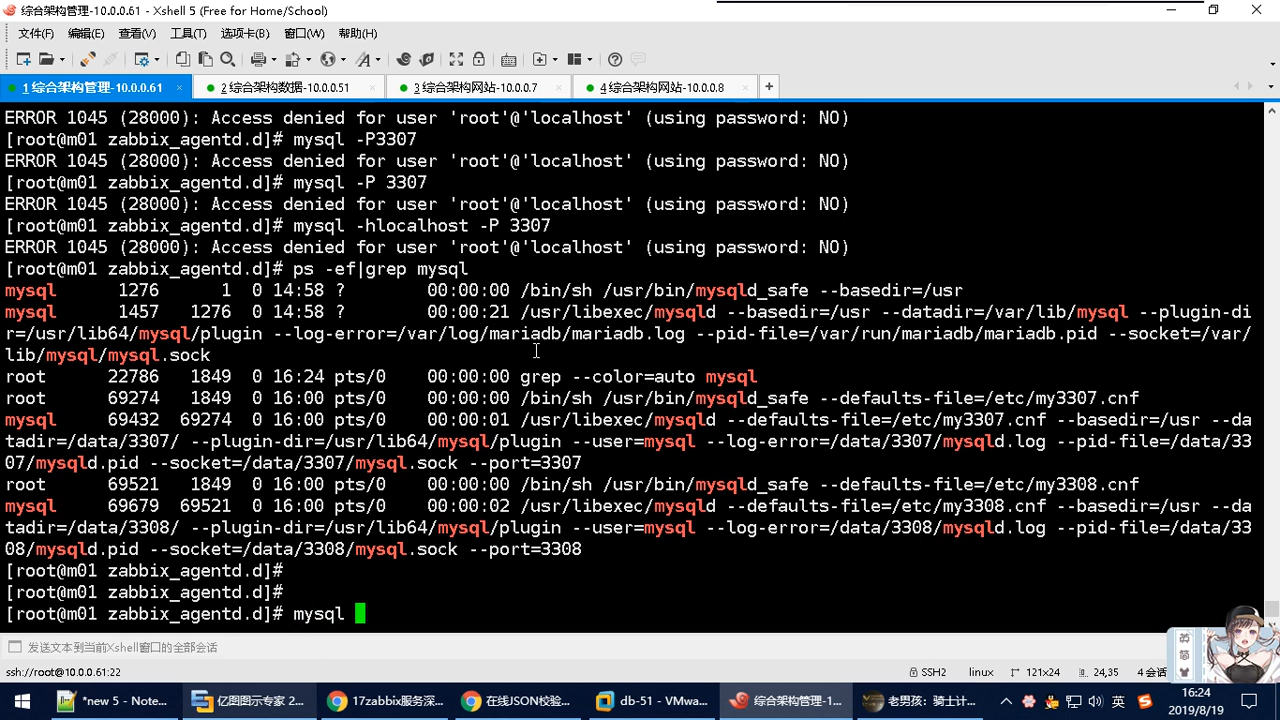 综合架构管理-10.0.0.61 - Xshell 5 (Free for Home/School)
文件(F) 编辑(E) 查看(V) 工具(T) 选项卡(B) 窗口(W) 帮助(H)
1 综合架构管理-10.0.0.61 × 2 综合架构数据-10.0.0.51 × 3 综合架构网站-10.0.0.7 × 4 综合架构网站-10.0.0.8 × +
ERROR 1045 (28000): Access denied for user 'root'@'localhost' (using password: NO)
[root@m01 zabbix_agentd.d]# mysql -P3307
ERROR 1045 (28000): Access denied for user 'root'@'localhost' (using password: NO)
[root@m01 zabbix_agentd.d]# mysql -P 3307
ERROR 1045 (28000): Access denied for user 'root'@'localhost' (using password: NO)
[root@m01 zabbix_agentd.d]# mysql -hlocalhost -P 3307
ERROR 1045 (28000): Access denied for user 'root'@'localhost' (using password: NO)
[root@m01 zabbix_agentd.d]# ps -ef|grep mysql
mysql 1276 1 0 14:58 ? 00:00:00 /bin/sh /usr/bin/mysqld_safe --basedir=/usr
mysql 1457 1276 0 14:58 ? 00:00:21 /usr/libexec/mysqld --basedir=/usr --datadir=/var/lib/mysql --plugin-di
r=/usr/lib64/mysql/plugin --log-error=/var/log/mariadb/mariadb.log --pid-file=/var/run/mariadb/mariadb.pid --socket=/var/
lib/mysql/mysql.sock
root 22786 1849 0 16:24 pts/0 00:00:00 grep --color=auto mysql
root 69274 1849 0 16:00 pts/0 00:00:00 /bin/sh /usr/bin/mysqld_safe --defaults-file=/etc/my3307.cnf
mysql 69432 69274 0 16:00 pts/0 00:00:01 /usr/libexec/mysqld --defaults-file=/etc/my3307.cnf --basedir=/usr --da
tadir=/data/3307/ --plugin-dir=/usr/lib64/mysql/plugin --user=mysql --log-error=/data/3307/mysqld.log --pid-file=/data/33
07/mysqld.pid --socket=/data/3307/mysql.sock --port=3307
root 69521 1849 0 16:00 pts/0 00:00:00 /bin/sh /usr/bin/mysqld_safe --defaults-file=/etc/my3308.cnf
mysql 69679 69521 0 16:00 pts/0 00:00:02 /usr/libexec/mysqld --defaults-file=/etc/my3308.cnf --basedir=/usr --da
tadir=/data/3308/ --plugin-dir=/usr/lib64/mysql/plugin --user=mysql --log-error=/data/3308/mysqld.log --pid-file=/data/33
08/mysqld.pid --socket=/data/3308/mysql.sock --port=3308
[root@m01 zabbix_agentd.d]#
[root@m01 zabbix_agentd.d]#
[root@m01 zabbix_agentd.d]# mysql
发送文本到当前Xshell窗口的全部会话
ssh://root@10.0.0.61:22 SSH2 linux 121x24 24,35 4 会话
*new 5 - Note... 亿图图示专家 2... 17zabbix服务深... 在线JSON校验... db-51 - VMwa... 综合架构管理-1... 老男孩: 骑士计... 英 16:24
2019/8/19